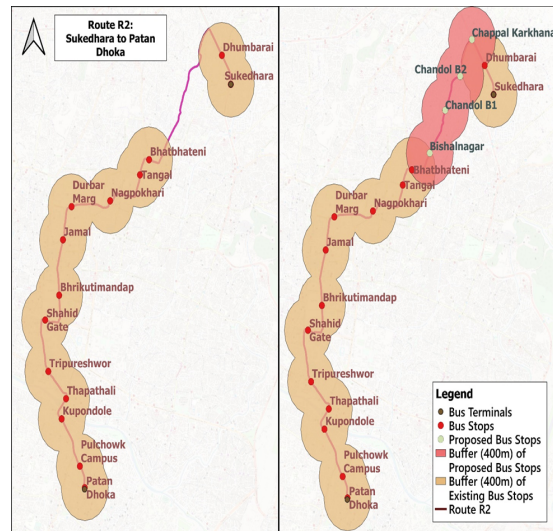 Route R2:
Sukedhara to Patan
Dhoka
Dhumbarai
Sukedhara
Bhatbhateni
Tangal
Nagpokhari
Durbar
Marg
Jamal
Bhrikutimandap
Shahid
Gate
Tripureshwor
Thapathali
Kupondole
Pulchowk
Campus
Patan
Dhoka
Chappal Karkhana
Dhumbarai
Chandol B2
Sukedhara
Chandol B1
Bishalnagar
Bhatbhateni
Tangal
Nagpokhari
Durbar
Marg
Jamal
Bhrikutimandap
Shahid
Gate
Tripureshwor
Thapathali
Kupondole
Pulchowk
Campus
Patan
Dhoka
Legend
Bus Terminals
Bus Stops
Proposed Bus Stops
Buffer (400m) of
Proposed Bus Stops
Buffer (400m) of
Existing Bus Stops
Route R2